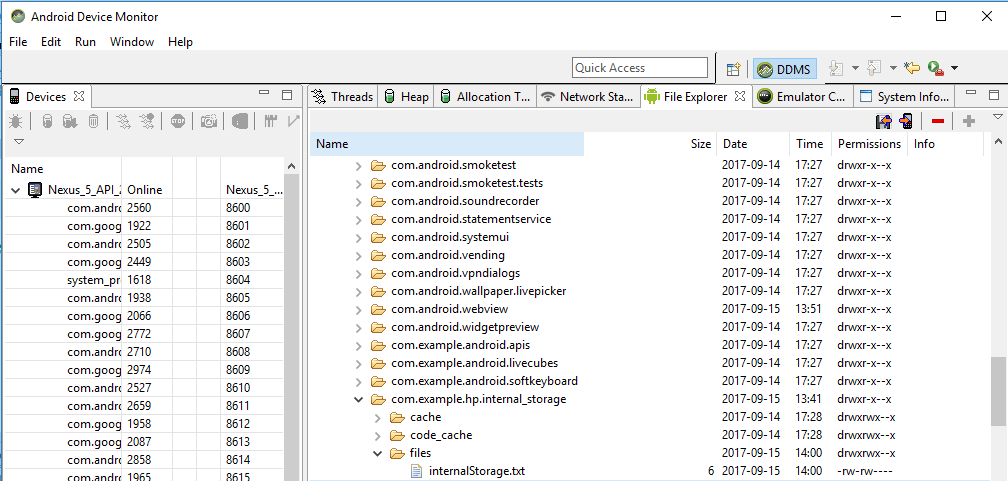 Android Device Monitor
File Edit Run Window Help
Quick Access DDMS
Devices
Name
Nexus_5_API_2 Online Nexus_5_...
com.andro 2560 8600
com.goog 1922 8601
com.andro 2505 8602
com.goog 2449 8603
system_pr 1618 8604
com.andro 1938 8605
com.goog 2066 8606
com.goog 2772 8607
com.andro 2710 8608
com.goog 2974 8609
com.andro 2527 8610
com.andro 2659 8611
com.goog 1958 8612
com.goog 2087 8613
com.andro 2858 8614
com.andro 1965 8615
Threads Heap Allocation T... Network Sta... File Explorer Emulator C... System Info...
Name Size Date Time Permissions Info
com.android.smoketest 2017-09-14 17:27 drwxr-x--x
com.android.smoketest.tests 2017-09-14 17:27 drwxr-x--x
com.android.soundrecorder 2017-09-14 17:27 drwxr-x--x
com.android.statementservice 2017-09-14 17:27 drwxr-x--x
com.android.systemui 2017-09-14 17:27 drwxr-x--x
com.android.vending 2017-09-14 17:27 drwxr-x--x
com.android.vpndialogs 2017-09-14 17:27 drwxr-x--x
com.android.wallpaper.livepicker 2017-09-14 17:27 drwxr-x--x
com.android.webview 2017-09-15 13:51 drwxr-x--x
com.android.widgetpreview 2017-09-14 17:27 drwxr-x--x
com.example.android.apis 2017-09-14 17:27 drwxr-x--x
com.example.android.livecubes 2017-09-14 17:27 drwxr-x--x
com.example.android.softkeyboard 2017-09-14 17:27 drwxr-x--x
com.example.hp.internal_storage 2017-09-15 13:41 drwxr-x--x
cache 2017-09-14 17:28 drwxrwx--x
code_cache 2017-09-14 17:28 drwxrwx--x
files 2017-09-15 14:00 drwxrwx--x
internalStorage.txt 6 2017-09-15 14:00 -rw-rw----